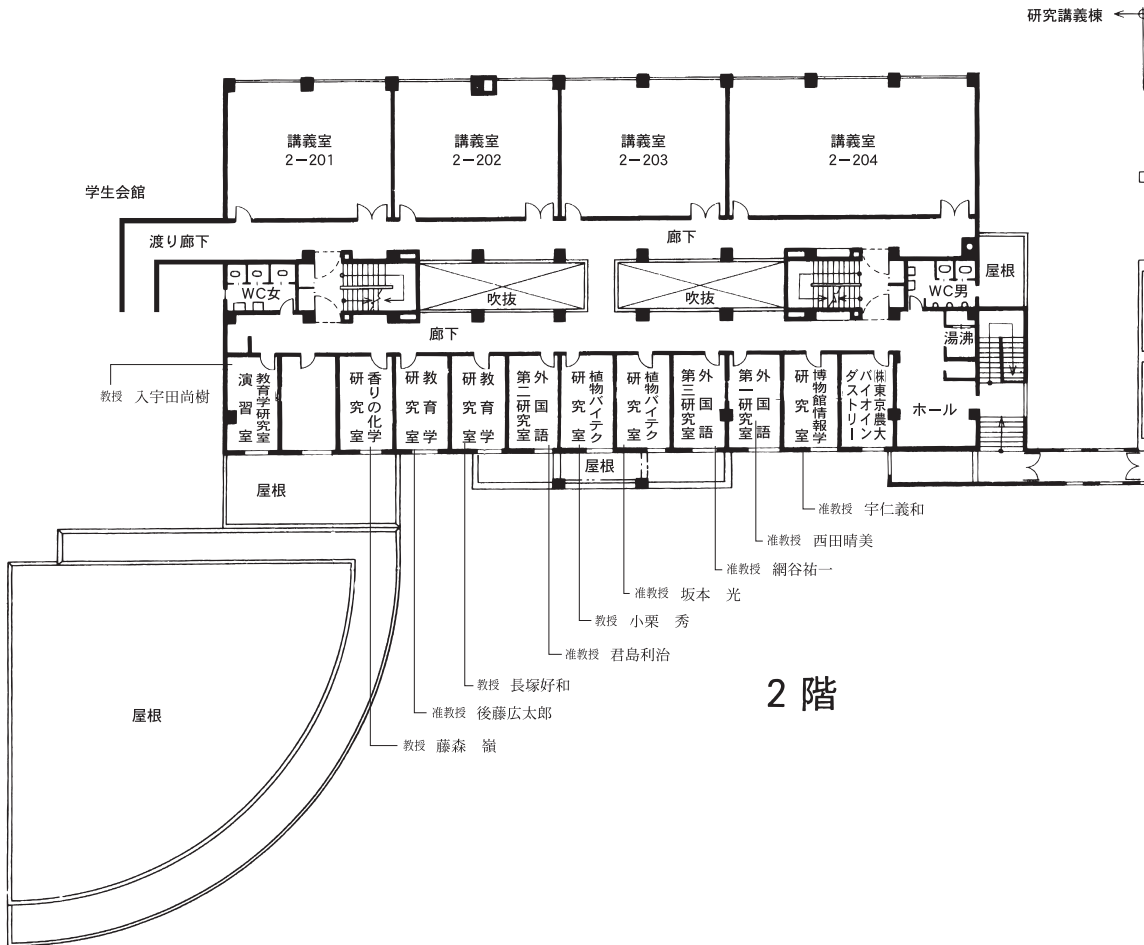 研究講義棟
講義室
2－201
講義室
2－202
講義室
2－203
講義室
2－204
学生会館
渡り廊下
廊下
屋根
WC女
吹抜
吹抜
WC男
廊下
湯沸
教育学研究室
演習室
香りの化学
研究室
教育学
研究室
教育学
研究室
外国語
第二研究室
植物バイテク
研究室
植物バイテク
研究室
外国語
第三研究室
外国語
第一研究室
博物館情報学
研究室
㈱東京農大
バイオイン
ダストリー
ホール
教授 入宇田尚樹
屋根
屋根
准教授 宇仁義和
准教授 西田晴美
准教授 網谷祐一
准教授 坂本　光
教授 小栗　秀
准教授 君島利治
教授 長塚好和
准教授 後藤広太郎
教授 藤森　嶺
屋根
2 階